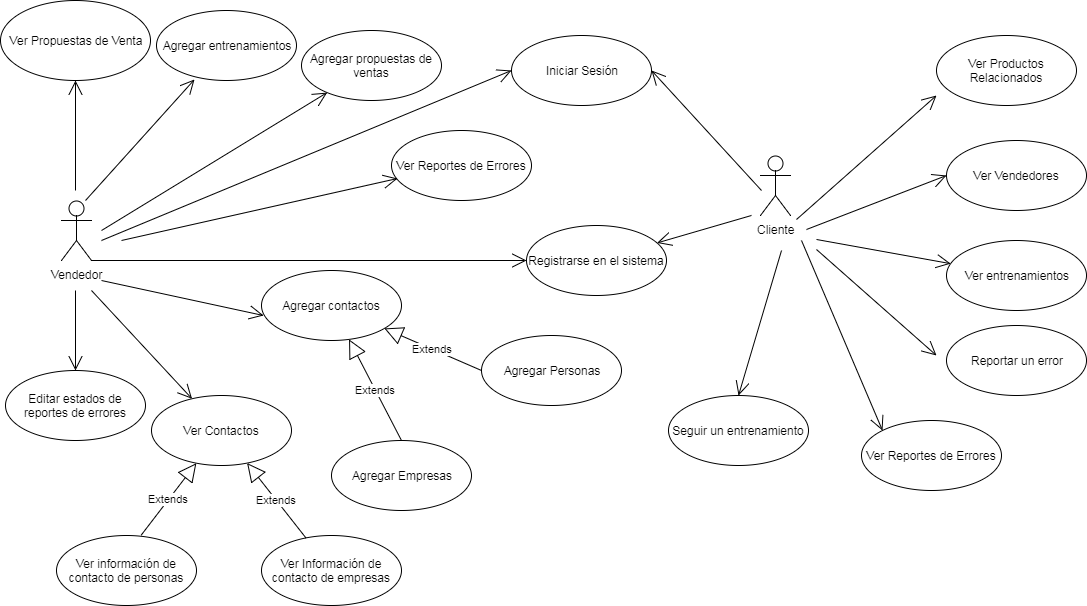 Ver Propuestas de Venta
Agregar entrenamientos
Agregar propuestas de
ventas
Iniciar Sesión
Ver Productos
Relacionados
Ver Reportes de Errores
Ver Vendedores
Cliente
Vendedor
Registrarse en el sistema
Ver entrenamientos
Agregar contactos
Extends
Reportar un error
Agregar Personas
Extends
Editar estados de
reportes de errores
Ver Contactos
Seguir un entrenamiento
Ver Reportes de Errores
Agregar Empresas
Extends
Extends
Ver información de
contacto de personas
Ver Información de
contacto de empresas